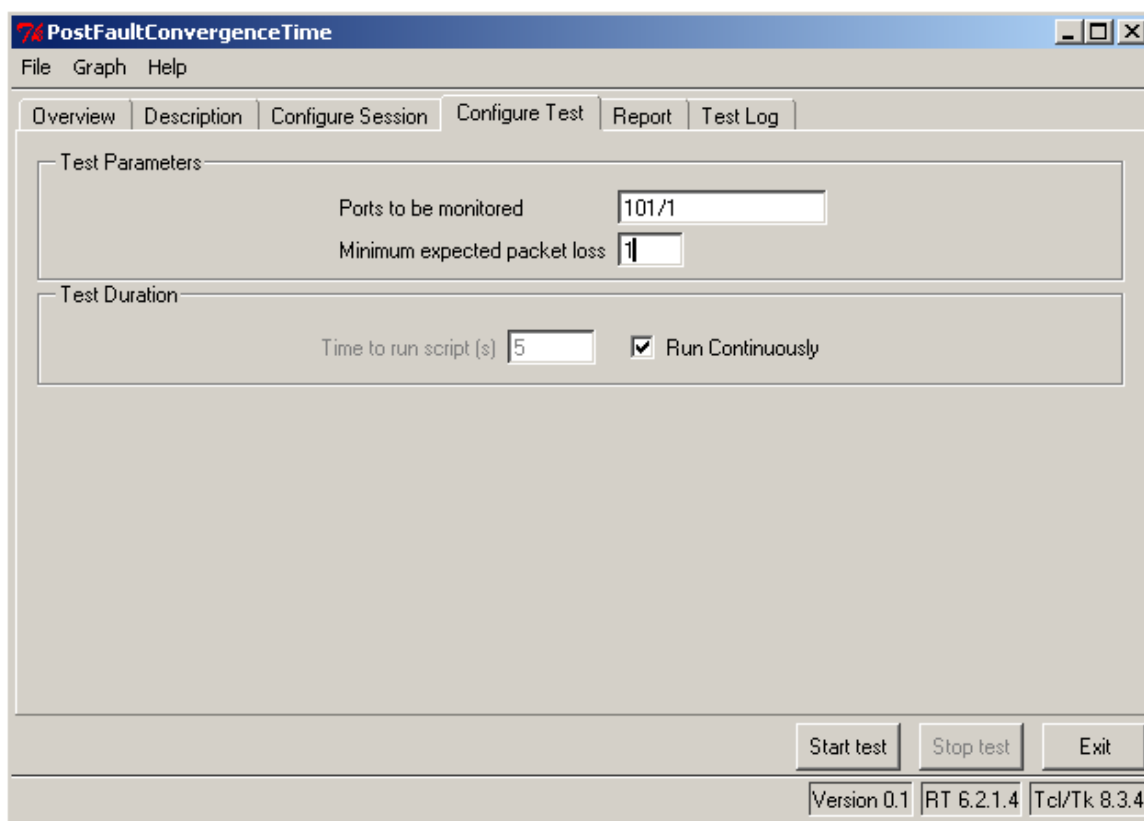 PostFaultConvergenceTime
File Graph Help
Overview Description Configure Session Configure Test Report Test Log
Test Parameters
Ports to be monitored 101/1
Minimum expected packet loss 1
Test Duration
Time to run script (s) 5 Run Continuously
Start test Stop test Exit
Version 0.1 RT 6.2.1.4 Tcl/Tk 8.3.4